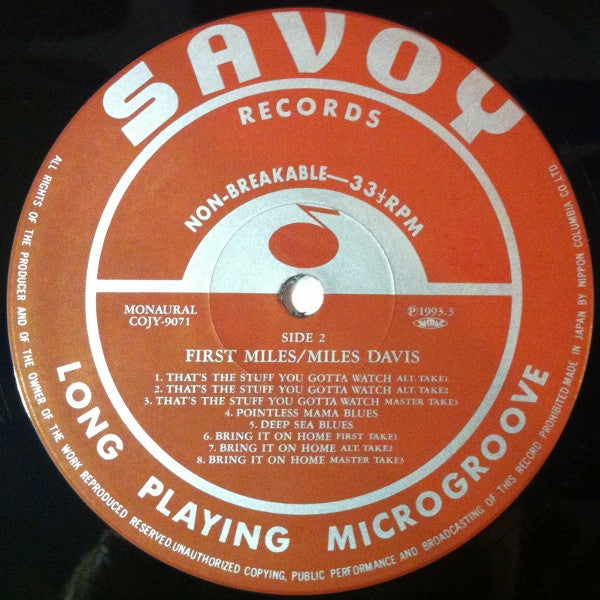 SAVOY
RECORDS
NON-BREAKABLE—33⅓RPM
MONAURAL
COJY-9071
Ⓟ1993.3
SIDE 2
FIRST MILES/MILES DAVIS
1. THAT'S THE STUFF YOU GOTTA WATCH ALT. TAKE1
2. THAT'S THE STUFF YOU GOTTA WATCH ALT. TAKE2
3. THAT'S THE STUFF YOU GOTTA WATCH MASTER TAKE3
4. POINTLESS MAMA BLUES
5. DEEP SEA BLUES
6. BRING IT ON HOME FIRST TAKE1
7. BRING IT ON HOME ALT. TAKE2
8. BRING IT ON HOME MASTER TAKE3
LONG PLAYING MICROGROOVE
ALL RIGHTS OF THE PRODUCER AND OF THE OWNER OF THE WORK REPRODUCED RESERVED.UNAUTHORIZED COPYING, PUBLIC PERFORMANCE AND BROADCASTING OF THIS RECORD PROHIBITED.MADE IN JAPAN BY NIPPON COLUMBIA CO.LTD.